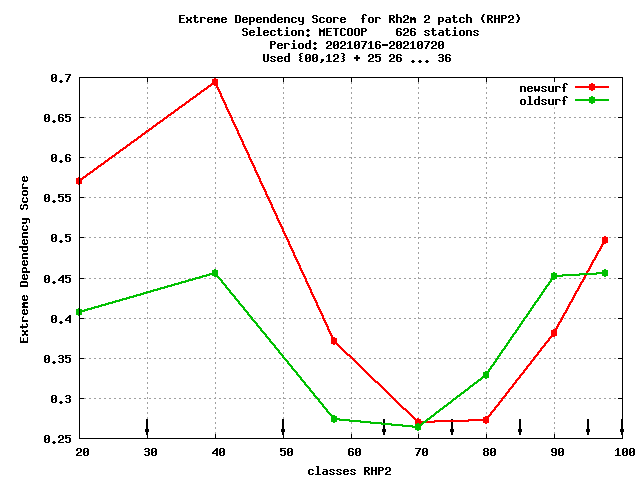 Extreme Dependency Score  for Rh2m 2 patch (RHP2)
Selection: METCOOP    626 stations
Period: 20210716-20210720
Used {00,12} + 25 26 ... 36
newsurf
oldsurf
0.7
0.65
0.6
0.55
0.5
0.45
0.4
0.35
0.3
0.25
Extreme Dependency Score
20 30 40 50 60 70 80 90 100
classes RHP2